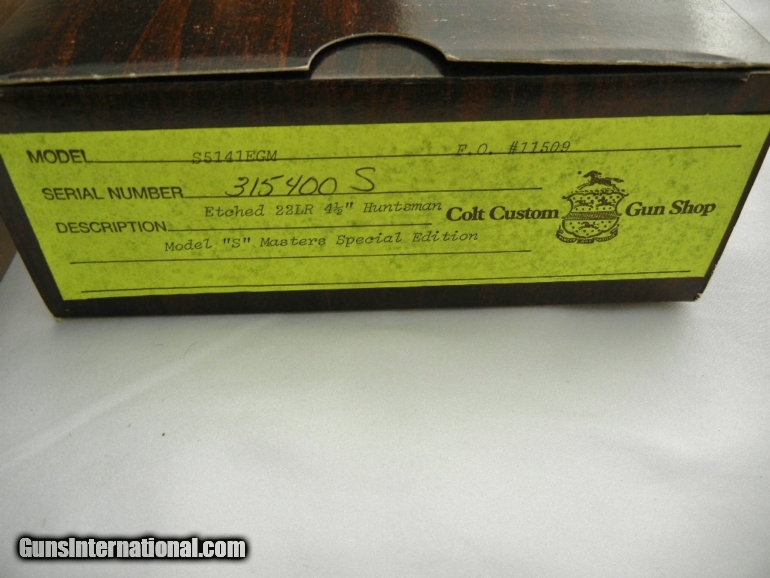 MODEL S5141EGM F.O. #11509
SERIAL NUMBER 315400 S
DESCRIPTION Etched 22LR 4½" Huntsman
Model "S" Masters Special Edition
Colt Custom Gun Shop
GunsInternational.com